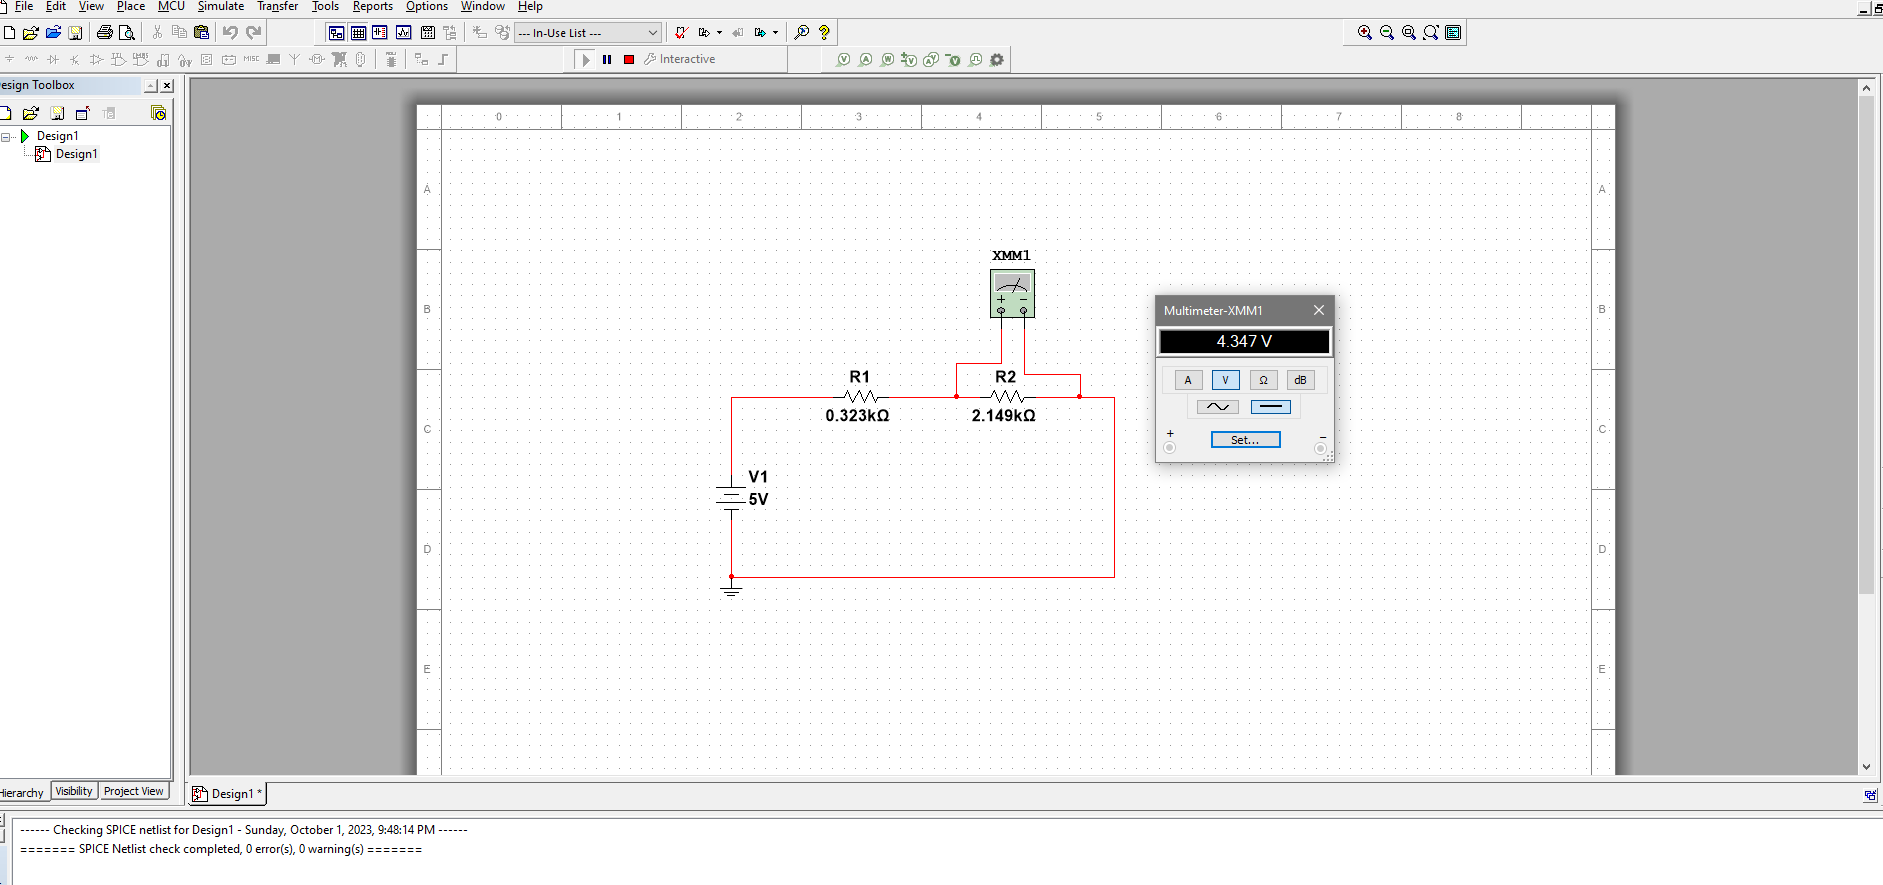 File Edit View Place MCU Simulate Transfer Tools Reports Options Window Help
--- In-Use List ---
Interactive
MISC
esign Toolbox
Design1
Design1
0 1 2 3 4 5 6 7 8
A A
B B
C C
D D
E E
XMM1
+ −
R1
0.323kΩ
R2
2.149kΩ
V1
5V
Multimeter-XMM1
4.347 V
A V Ω dB
+ −
Set...
Hierarchy Visibility Project View
Design1 *
------ Checking SPICE netlist for Design1 - Sunday, October 1, 2023, 9:48:14 PM ------
======= SPICE Netlist check completed, 0 error(s), 0 warning(s) =======